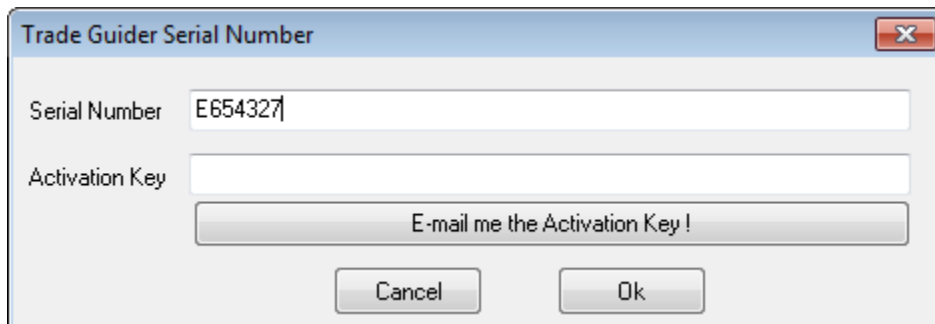 Trade Guider Serial Number
Serial Number E654327
Activation Key
E-mail me the Activation Key !
Cancel Ok